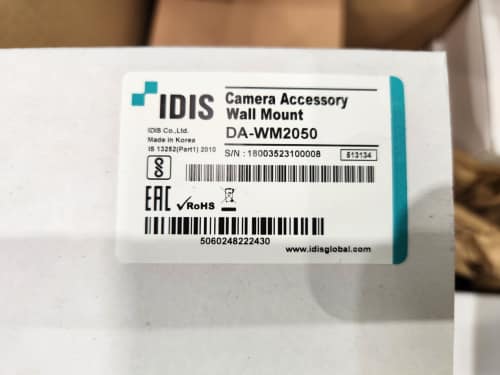 IDIS
Camera Accessory
Wall Mount
DA-WM2050
IDIS Co.,Ltd.
Made in Korea
IS 13252(Part1) 2010
S/N : 18003523100008
513134
EAC
✓RoHS
5060248222430
www.idisglobal.com